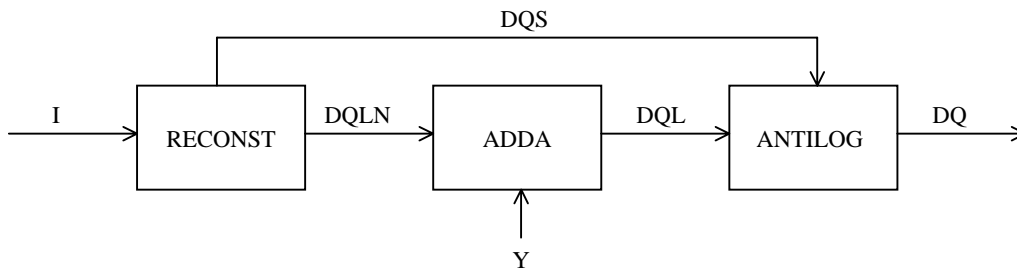 DQS
I
RECONST
DQLN
ADDA
DQL
ANTILOG
DQ
Y